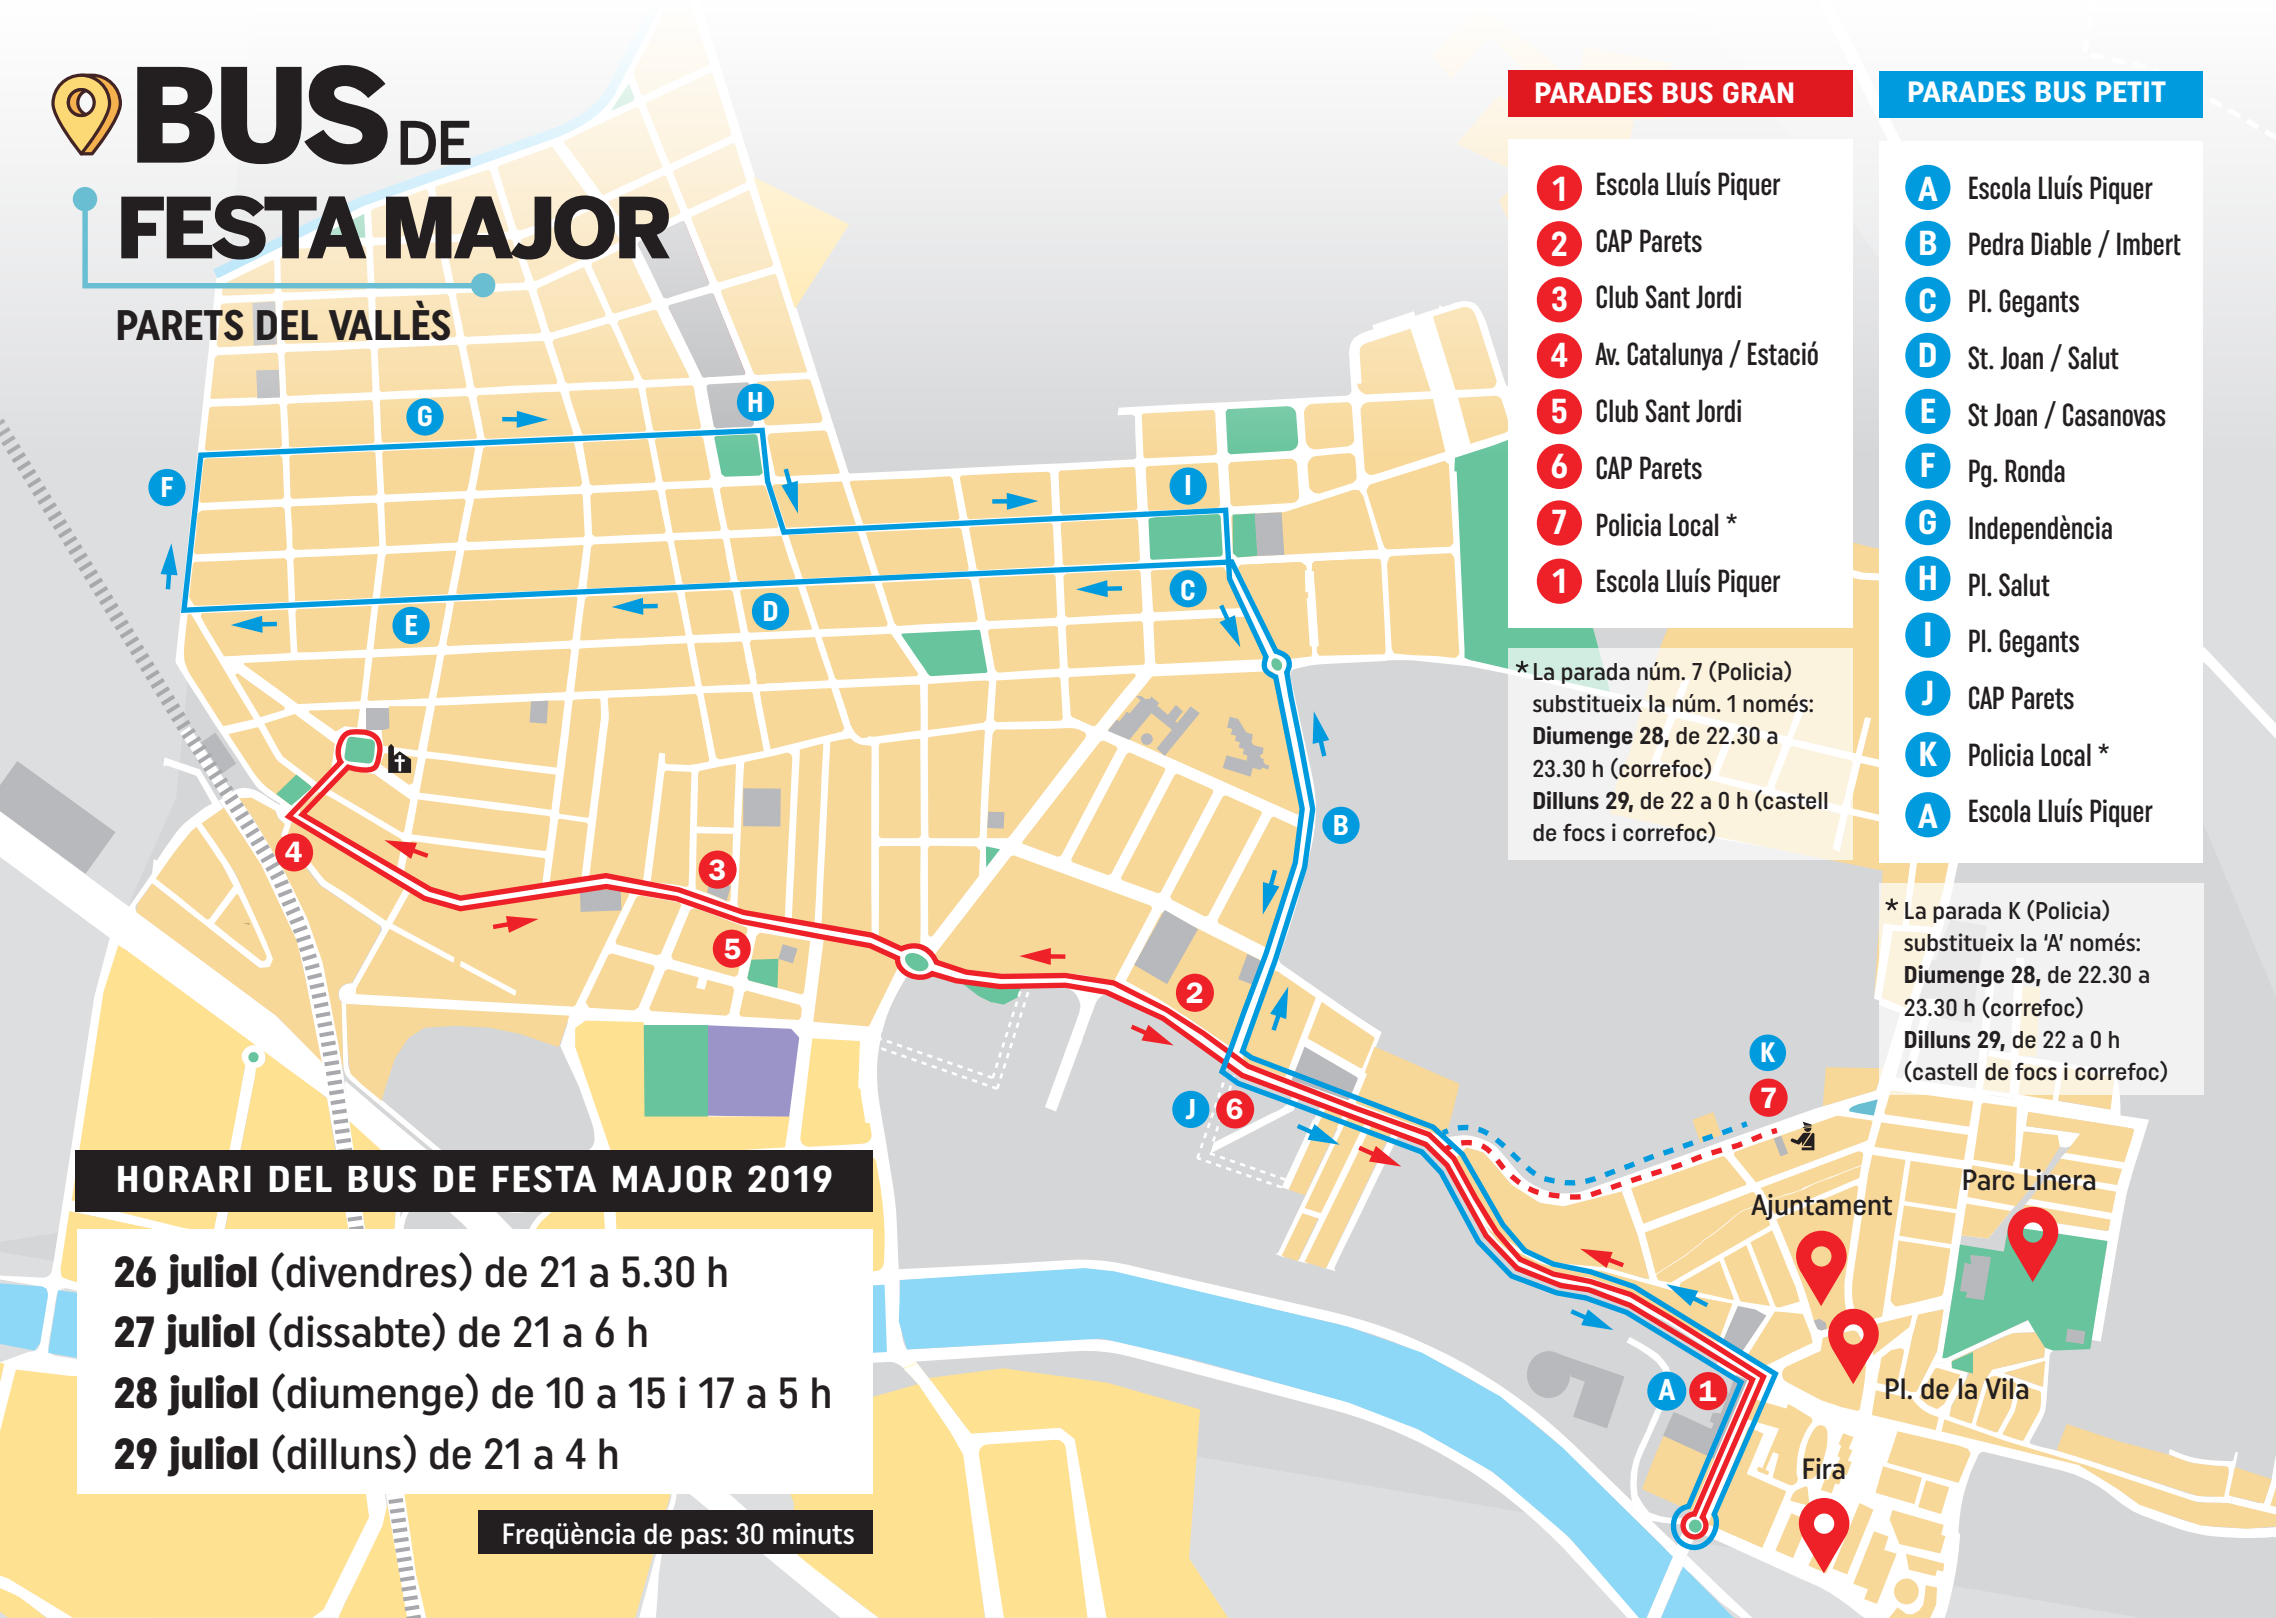 BUS DE
FESTA MAJOR
PARETS DEL VALLÈS
PARADES BUS GRAN
1 Escola Lluís Piquer
2 CAP Parets
3 Club Sant Jordi
4 Av. Catalunya / Estació
5 Club Sant Jordi
6 CAP Parets
7 Policia Local *
1 Escola Lluís Piquer
* La parada núm. 7 (Policia)
substitueix la núm. 1 només:
Diumenge 28, de 22.30 a
23.30 h (correfoc)
Dilluns 29, de 22 a 0 h (castell
de focs i correfoc)
PARADES BUS PETIT
A Escola Lluís Piquer
B Pedra Diable / Imbert
C Pl. Gegants
D St. Joan / Salut
E St Joan / Casanovas
F Pg. Ronda
G Independència
H Pl. Salut
I Pl. Gegants
J CAP Parets
K Policia Local *
A Escola Lluís Piquer
* La parada K (Policia)
substitueix la ‘A’ només:
Diumenge 28, de 22.30 a
23.30 h (correfoc)
Dilluns 29, de 22 a 0 h
(castell de focs i correfoc)
G
H
F
I
C
D
E
B
4
3
5
2
J 6
K
7
Parc Linera
Ajuntament
A 1
Pl. de la Vila
Fira
HORARI DEL BUS DE FESTA MAJOR 2019
26 juliol (divendres) de 21 a 5.30 h
27 juliol (dissabte) de 21 a 6 h
28 juliol (diumenge) de 10 a 15 i 17 a 5 h
29 juliol (dilluns) de 21 a 4 h
Freqüència de pas: 30 minuts